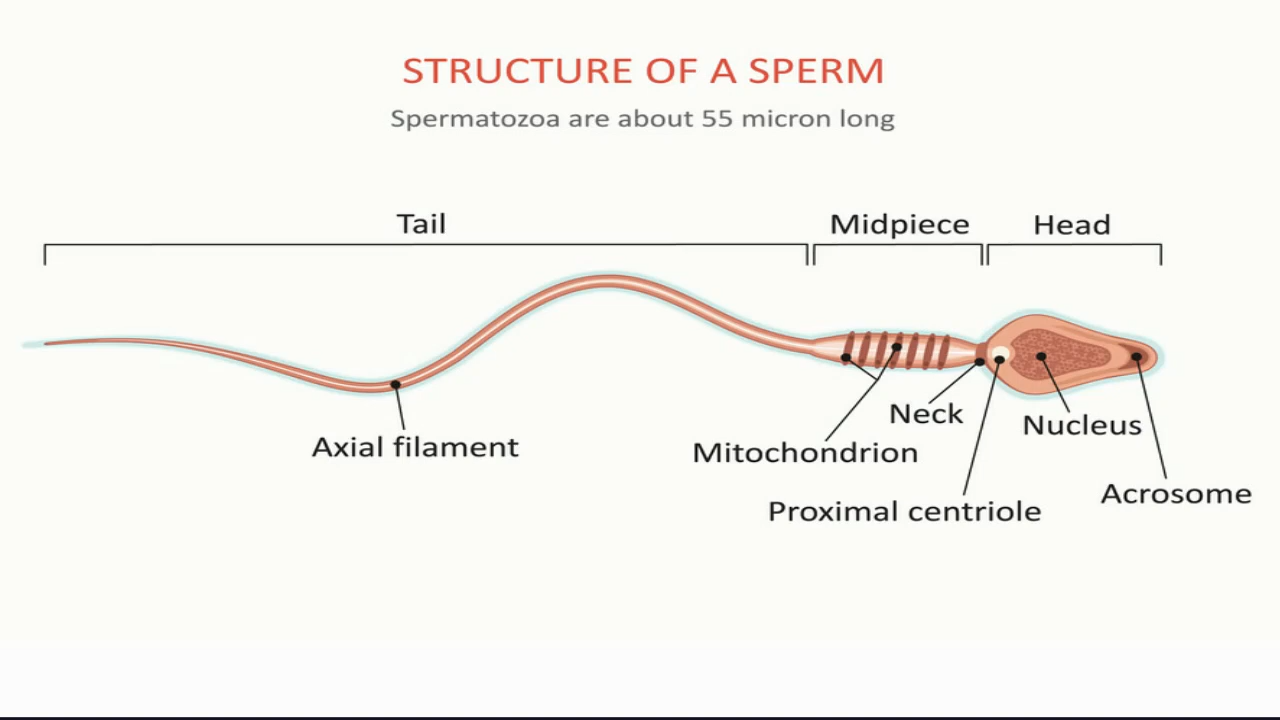 STRUCTURE OF A SPERM
Spermatozoa are about 55 micron long
Tail
Midpiece
Head
Axial filament
Mitochondrion
Neck
Proximal centriole
Nucleus
Acrosome